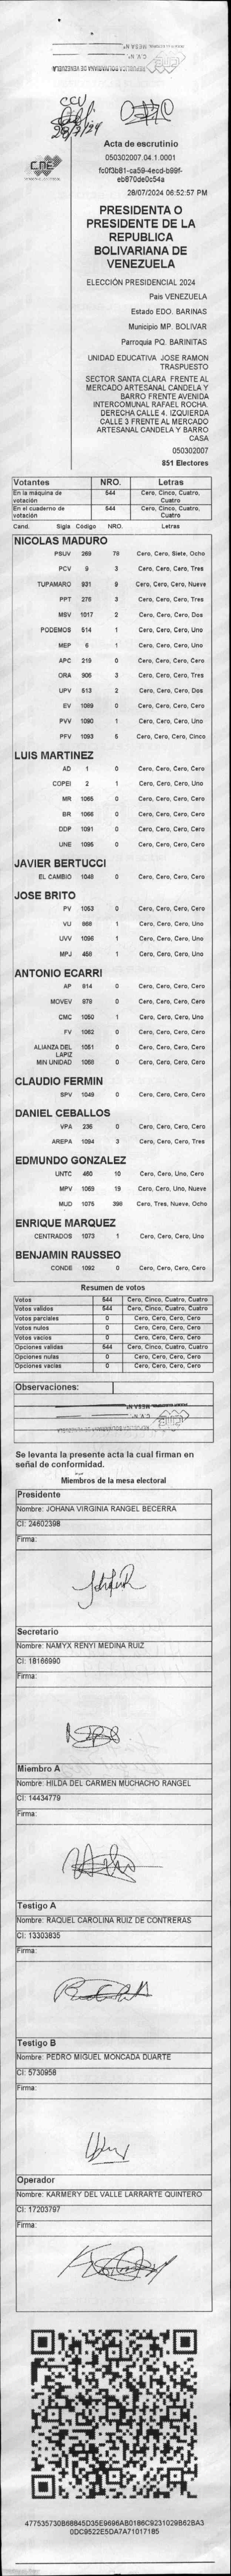 CCV
28/7/24
CNE
Acta de escrutinio
050302007.04.1.0001
fc0f3b81-ca59-4ecd-b99f-
eb870de0c54a
28/07/2024 06:52:57 PM
PRESIDENTA O
PRESIDENTE DE LA
REPUBLICA
BOLIVARIANA DE
VENEZUELA
ELECCIÓN PRESIDENCIAL 2024
Pais VENEZUELA
Estado EDO. BARINAS
Municipio MP. BOLIVAR
Parroquia PQ. BARINITAS
UNIDAD EDUCATIVA JOSE RAMON
TRASPUESTO
SECTOR SANTA CLARA FRENTE AL
MERCADO ARTESANAL CANDELA Y
BARRO FRENTE AVENIDA
INTERCOMUNAL RAFAEL ROCHA.
DERECHA CALLE 4. IZQUIERDA
CALLE 3 FRENTE AL MERCADO
ARTESANAL CANDELA Y BARRO
CASA
050302007
851 Electores
Votantes NRO. Letras
En la máquina de votación 544 Cero, Cinco, Cuatro, Cuatro
En el cuaderno de votación 544 Cero, Cinco, Cuatro, Cuatro
Cand. Sigla Codigo NRO. Letras
NICOLAS MADURO
PSUV 269 78 Cero, Cero, Siete, Ocho
PCV 9 3 Cero, Cero, Cero, Tres
TUPAMARO 931 9 Cero, Cero, Cero, Nueve
PPT 276 3 Cero, Cero, Cero, Tres
MSV 1017 2 Cero, Cero, Cero, Dos
PODEMOS 514 1 Cero, Cero, Cero, Uno
MEP 6 1 Cero, Cero, Cero, Uno
APC 219 0 Cero, Cero, Cero, Cero
ORA 906 3 Cero, Cero, Cero, Tres
UPV 513 2 Cero, Cero, Cero, Dos
EV 1089 0 Cero, Cero, Cero, Cero
PVV 1090 1 Cero, Cero, Cero, Uno
PFV 1093 5 Cero, Cero, Cero, Cinco
LUIS MARTINEZ
AD 1 0 Cero, Cero, Cero, Cero
COPEI 2 1 Cero, Cero, Cero, Uno
MR 1065 0 Cero, Cero, Cero, Cero
BR 1066 0 Cero, Cero, Cero, Cero
DDP 1091 0 Cero, Cero, Cero, Cero
UNE 1095 0 Cero, Cero, Cero, Cero
JAVIER BERTUCCI
EL CAMBIO 1048 0 Cero, Cero, Cero, Cero
JOSE BRITO
PV 1053 0 Cero, Cero, Cero, Cero
VU 868 1 Cero, Cero, Cero, Uno
UVV 1096 1 Cero, Cero, Cero, Uno
MPJ 458 1 Cero, Cero, Cero, Uno
ANTONIO ECARRI
AP 814 0 Cero, Cero, Cero, Cero
MOVEV 979 0 Cero, Cero, Cero, Cero
CMC 1050 1 Cero, Cero, Cero, Uno
FV 1062 0 Cero, Cero, Cero, Cero
ALIANZA DEL LAPIZ 1051 0 Cero, Cero, Cero, Cero
MIN UNIDAD 1058 0 Cero, Cero, Cero, Cero
CLAUDIO FERMIN
SPV 1049 0 Cero, Cero, Cero, Cero
DANIEL CEBALLOS
VPA 236 0 Cero, Cero, Cero, Cero
AREPA 1094 3 Cero, Cero, Cero, Tres
EDMUNDO GONZALEZ
UNTC 460 10 Cero, Cero, Uno, Cero
MPV 1069 19 Cero, Cero, Uno, Nueve
MUD 1075 398 Cero, Tres, Nueve, Ocho
ENRIQUE MARQUEZ
CENTRADOS 1073 1 Cero, Cero, Cero, Uno
BENJAMIN RAUSSEO
CONDE 1092 0 Cero, Cero, Cero, Cero
Resumen de votos
Votos 544 Cero, Cinco, Cuatro, Cuatro
Votos validos 544 Cero, Cinco, Cuatro, Cuatro
Votos parciales 0 Cero, Cero, Cero, Cero
Votos nulos 0 Cero, Cero, Cero, Cero
Votos vacios 0 Cero, Cero, Cero, Cero
Opciones validas 544 Cero, Cinco, Cuatro, Cuatro
Opciones nulas 0 Cero, Cero, Cero, Cero
Opciones vacias 0 Cero, Cero, Cero, Cero
Observaciones:
Se levanta la presente acta la cual firman en
señal de conformidad.
Miembros de la mesa electoral
Presidente
Nombre: JOHANA VIRGINIA RANGEL BECERRA
CI: 24602398
Firma:
Secretario
Nombre: NAMYX RENYI MEDINA RUIZ
CI: 18166990
Firma:
Miembro A
Nombre: HILDA DEL CARMEN MUCHACHO RANGEL
CI: 14434779
Firma:
Testigo A
Nombre: RAQUEL CAROLINA RUIZ DE CONTRERAS
CI: 13303835
Firma:
Testigo B
Nombre: PEDRO MIGUEL MONCADA DUARTE
CI: 5730958
Firma:
Operador
Nombre: KARMERY DEL VALLE LARRARTE QUINTERO
CI: 17203797
Firma:
477535730B68845D35E9696AB0186C9231029B62BA3
0DC9522E5DA7A71017185